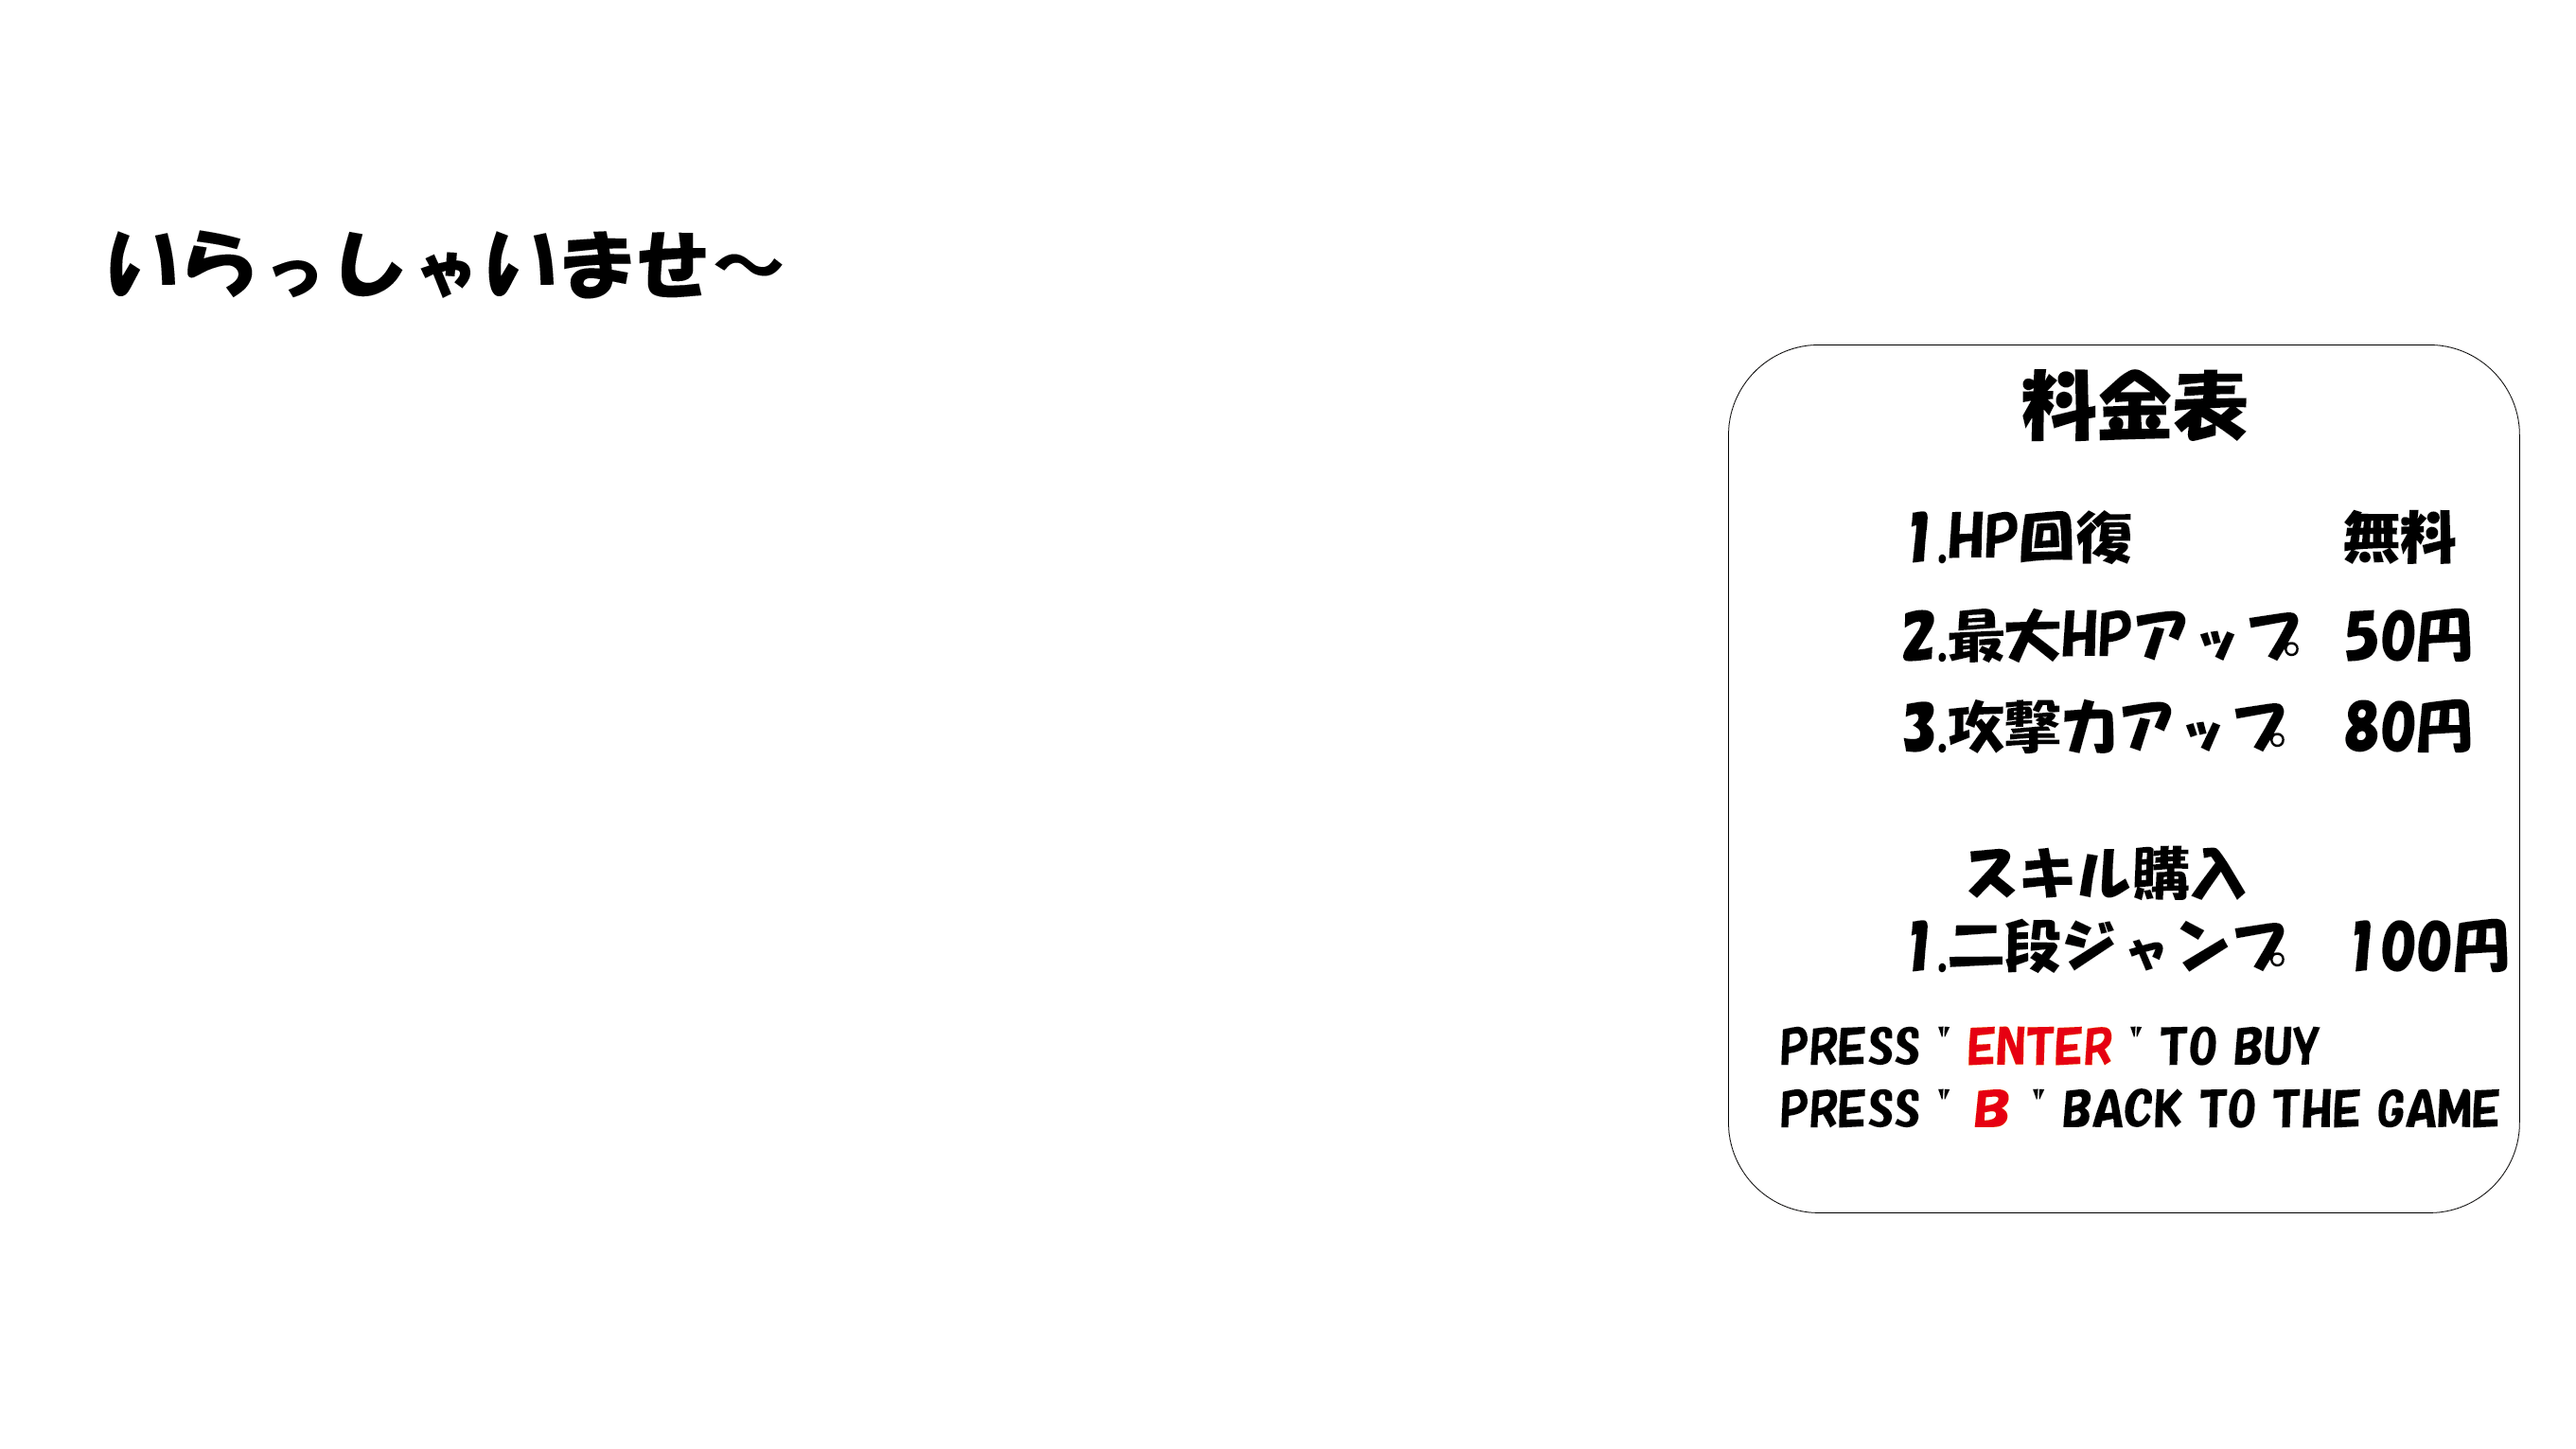 いらっしゃいませ～
料金表
1.HP回復 無料
2.最大HPアップ 50円
3.攻撃力アップ 80円
スキル購入
1.二段ジャンプ 100円
PRESS " ENTER " TO BUY
PRESS " B " BACK TO THE GAME